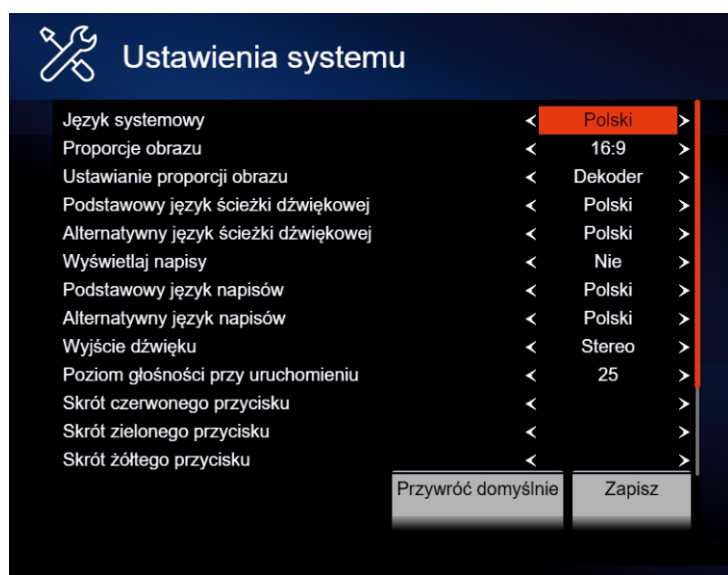 Ustawienia systemu
Język systemowy < Polski >
Proporcje obrazu < 16:9 >
Ustawianie proporcji obrazu < Dekoder >
Podstawowy język ścieżki dźwiękowej < Polski >
Alternatywny język ścieżki dźwiękowej < Polski >
Wyświetlaj napisy < Nie >
Podstawowy język napisów < Polski >
Alternatywny język napisów < Polski >
Wyjście dźwięku < Stereo >
Poziom głośności przy uruchomieniu < 25 >
Skrót czerwonego przycisku < >
Skrót zielonego przycisku < >
Skrót żółtego przycisku < >
Przywróć domyślnie Zapisz